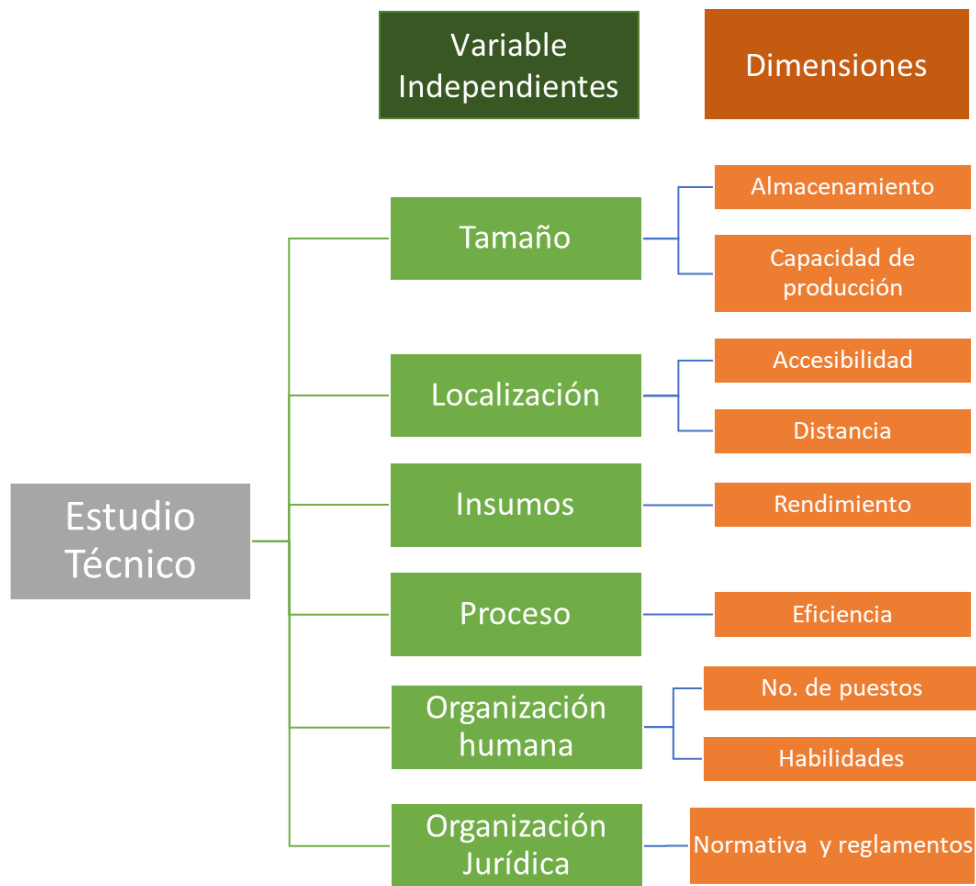 Variable
Independientes
Dimensiones
Estudio
Técnico
Tamaño
Almacenamiento
Capacidad de
producción
Localización
Accesibilidad
Distancia
Insumos
Rendimiento
Proceso
Eficiencia
Organización
humana
No. de puestos
Habilidades
Organización
Jurídica
Normativa y reglamentos